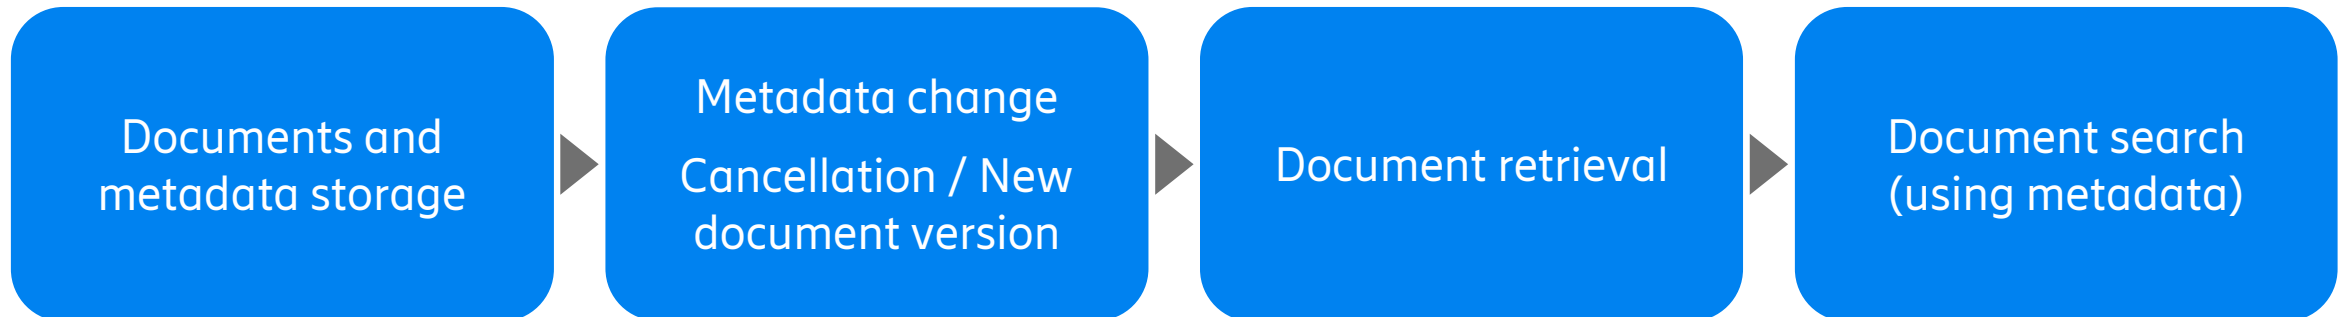 Documents and
metadata storage
Metadata change
Cancellation / New
document version
Document retrieval
Document search
(using metadata)